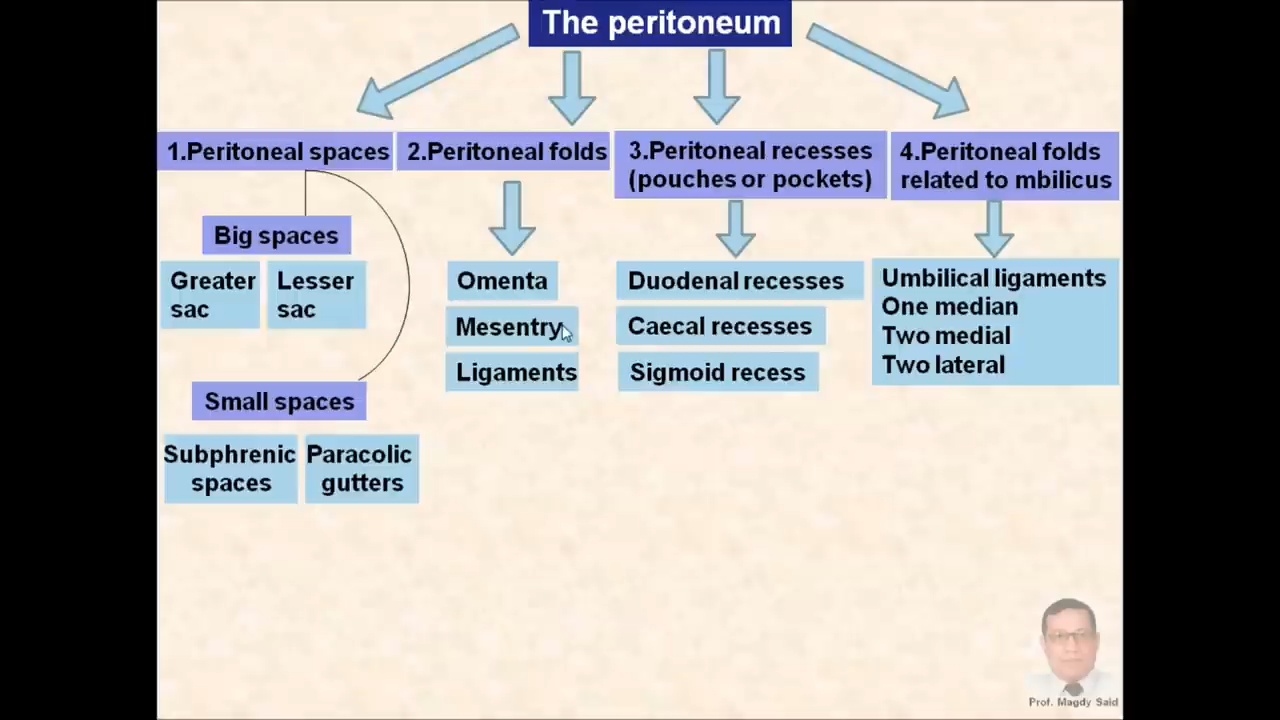 The peritoneum
1.Peritoneal spaces
2.Peritoneal folds
3.Peritoneal recesses
(pouches or pockets)
4.Peritoneal folds
related to mbilicus
Big spaces
Greater
sac
Lesser
sac
Small spaces
Subphrenic
spaces
Paracolic
gutters
Omenta
Mesentry
Ligaments
Duodenal recesses
Caecal recesses
Sigmoid recess
Umbilical ligaments
One median
Two medial
Two lateral
Prof. Magdy Said